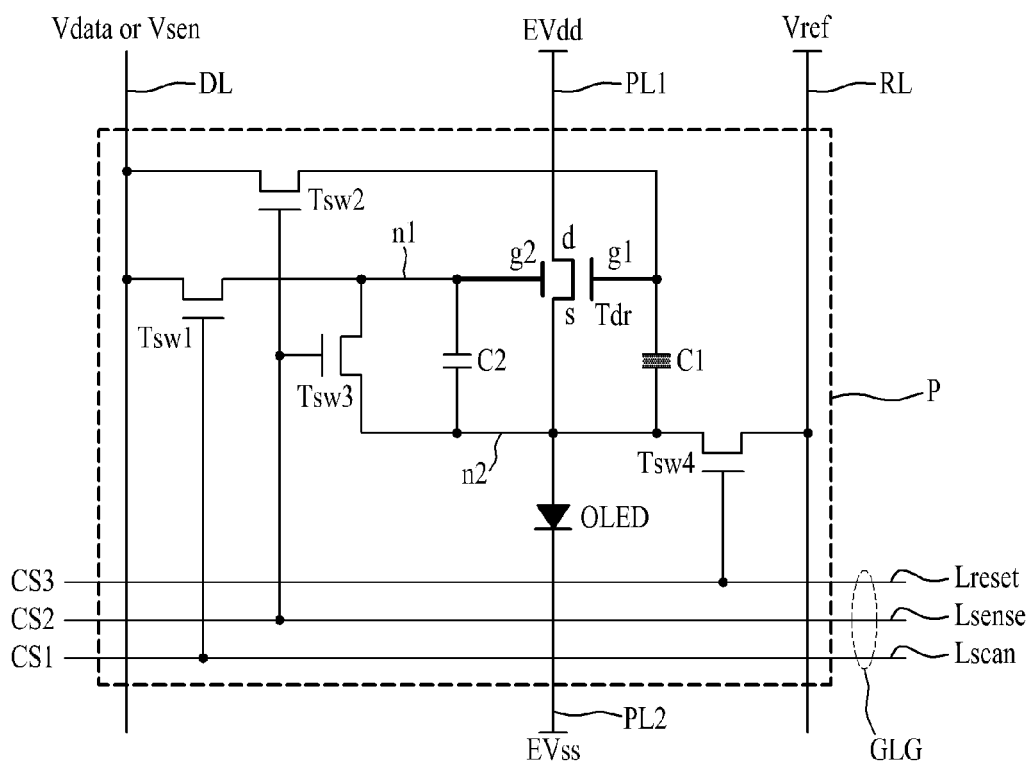 Vdata or Vsen
EVdd
Vref
DL
PL1
RL
Tsw2
n1
g2
d
g1
Tsw1
s
Tdr
Tsw3
C2
C1
P
n2
Tsw4
OLED
CS3
Lreset
CS2
Lsense
CS1
Lscan
PL2
EVss
GLG